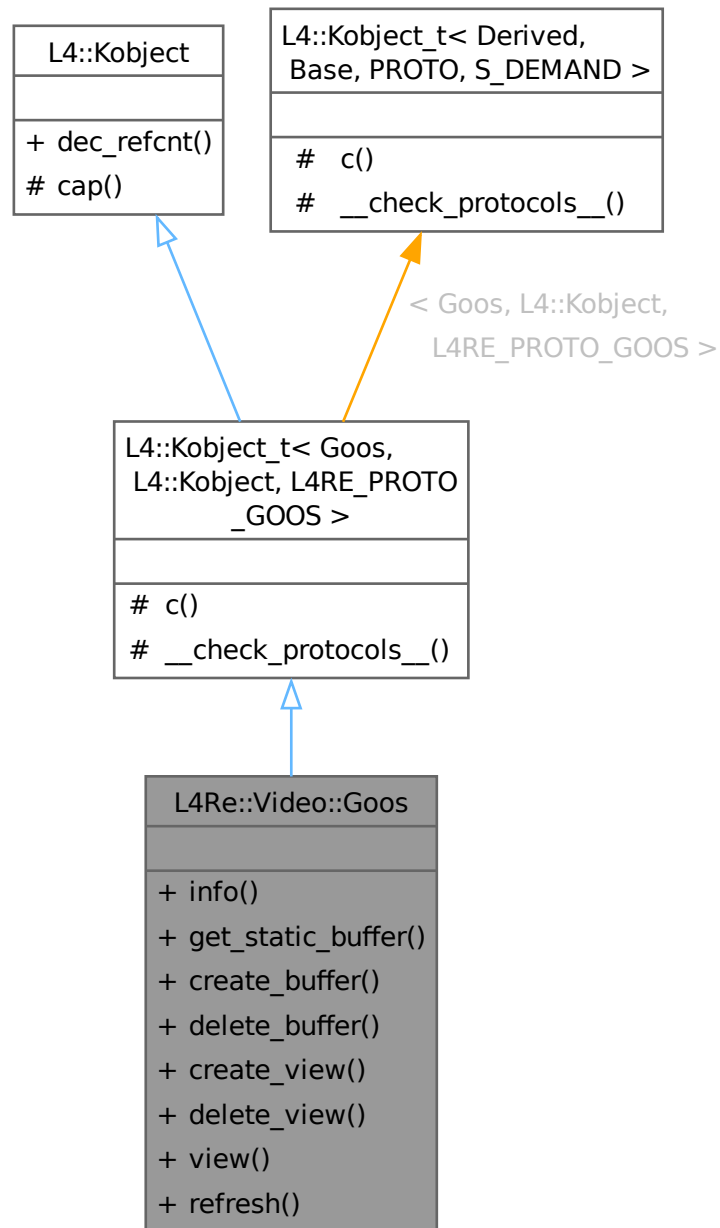 L4::Kobject
+ dec_refcnt()
# cap()
L4::Kobject_t< Derived,
Base, PROTO, S_DEMAND >
# c()
# __check_protocols__()
< Goos, L4::Kobject,
L4RE_PROTO_GOOS >
L4::Kobject_t< Goos,
L4::Kobject, L4RE_PROTO
_GOOS >
# c()
# __check_protocols__()
L4Re::Video::Goos
+ info()
+ get_static_buffer()
+ create_buffer()
+ delete_buffer()
+ create_view()
+ delete_view()
+ view()
+ refresh()